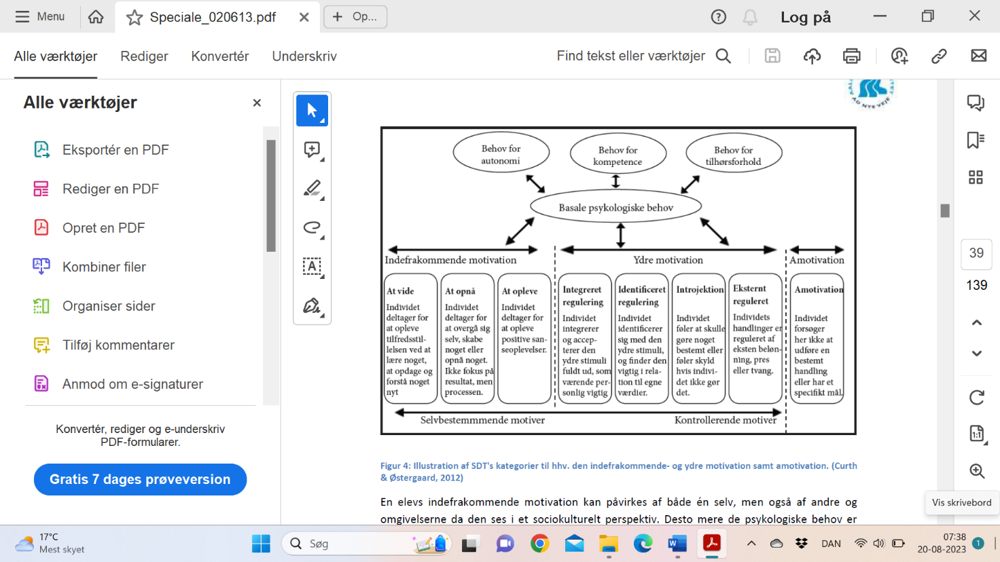 Menu
Speciale_020613.pdf
Op...
Log på
Alle værktøjer
Rediger
Konvertér
Underskriv
Find tekst eller værktøjer
Alle værktøjer
Eksportér en PDF
Rediger en PDF
Opret en PDF
Kombiner filer
Organiser sider
Tilføj kommentarer
Anmod om e-signaturer
Konvertér, rediger og e-underskriv
PDF-formularer.
Gratis 7 dages prøveversion
AD NYE VEJE
Behov for
autonomi
Behov for
kompetence
Behov for
tilhørsforhold
Basale psykologiske behov
Indefrakommende motivation
Ydre motivation
Amotivation
At vide
Individet
deltager for
at opleve
tilfredsstil-
lelsen ved at
lære noget,
at opdage og
forstå noget
nyt
At opnå
Individet
deltager for
at overgå sig
selv, skabe
noget eller
opnå noget.
Ikke fokus på
resultat, men
processen.
At opleve
Individet
deltager for
at opleve
positive san-
seoplevelser.
Integreret
regulering
Individet
integrerer
og accep-
terer den
ydre stimuli
fuldt ud, som
værende per-
sonlig vigtig
Identificeret
regulering
Individet
identificerer
sig med den
ydre stimuli,
og finder den
vigtig i rela-
tion til egne
værdier.
Introjektion
Individet
føler at skulle
gøre noget
bestemt eller
føler skyld
hvis indivi-
det ikke gør
det.
Eksternt
reguleret
Individets
handlinger er
reguleret af
eksten beløn-
ning, pres
eller tvang.
Amotivation
Individet
forsøger
her ikke at
udføre en
bestemt
handling
eller har et
specifikt mål.
Selvbestemmmende motiver
Kontrollerende motiver
Figur 4: Illustration af SDT's kategorier til hhv. den indefrakommende- og ydre motivation samt amotivation. (Curth
& Østergaard, 2012)
En elevs indefrakommende motivation kan påvirkes af både én selv, men også af andre og
omgivelserne da den ses i et sociokulturelt perspektiv. Desto mere de psykologiske behov er
39
139
1:1
Vis skrivebord
17°C
Mest skyet
Søg
DAN
07:38
20-08-2023
1